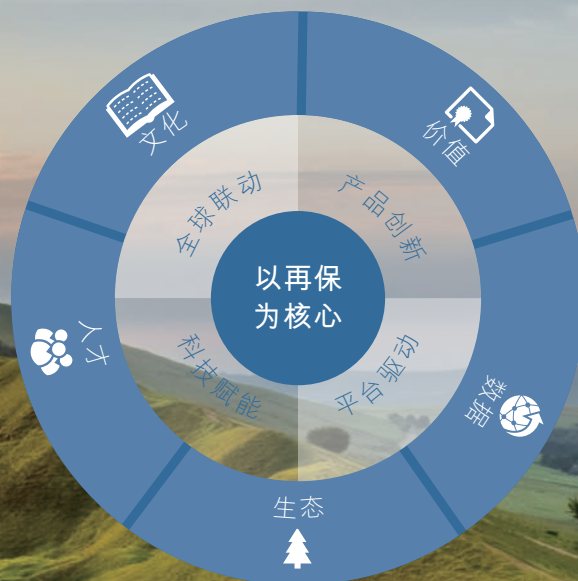 文化
价值
全球联动
产品创新
以再保
为核心
人才
科技赋能
平台驱动
数据
生态